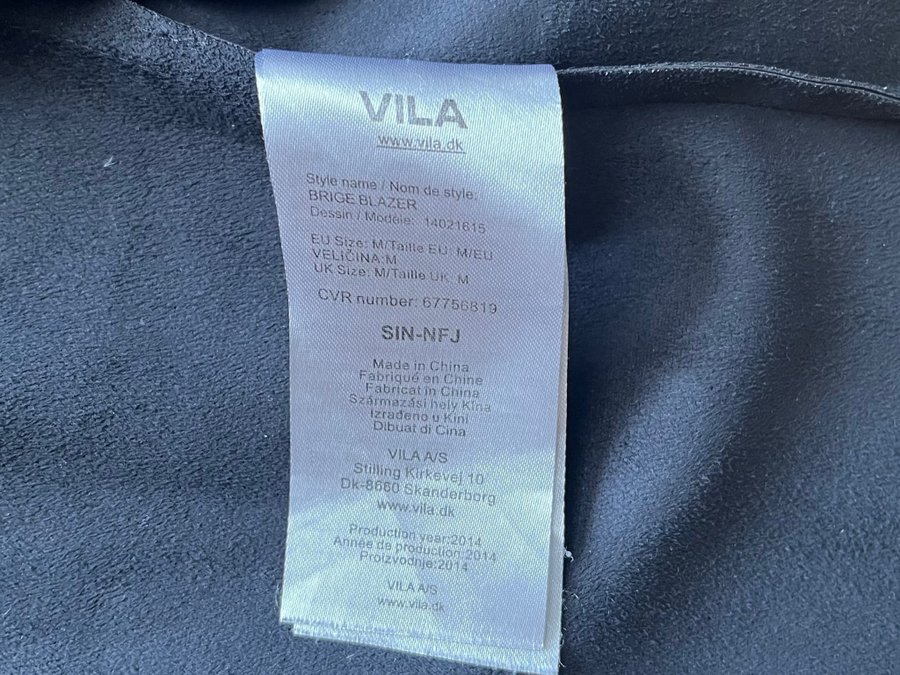 VILA
www.vila.dk
Style name / Nom de style:
BRIGE BLAZER
Dessin / Modéle: 14021615
EU Size: M/Taille EU: M/EU
VELIČINA:M
UK Size: M/Taille UK: M
CVR number: 67756819
SIN-NFJ
Made in China
Fabriqué en Chine
Fabricat în China
Származási hely Kína
Izrađeno u Kini
Dibuat di Cina
VILA A/S
Stilling Kirkevej 10
Dk-8660 Skanderborg
www.vila.dk
Production year:2014
Année de production:2014
Proizvodnje:2014
VILA A/S
www.vila.dk